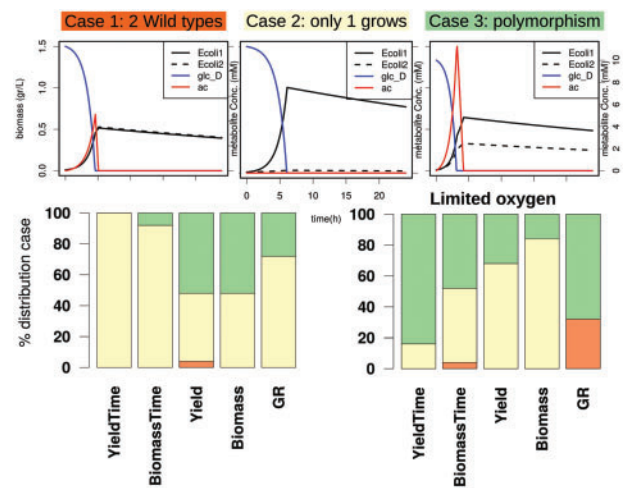 Case 1: 2 Wild types
Case 2: only 1 grows
Case 3: polymorphism
biomass (gr/L)
0.0 0.5 1.0 1.5
Ecoli1
Ecoli2
glc_D
ac
metabolite Conc. (mM)
Ecoli1
Ecoli2
glc_D
ac
metabolite Conc. (mM)
Ecoli1
Ecoli2
glc_D
ac
0 2 4 6 8 10
0 5 10 15 20
time(h)
Limited oxygen
% distribution case
100
80
60
40
20
0
YieldTime
BiomassTime
Yield
Biomass
GR
100
80
60
40
20
0
YieldTime
BiomassTime
Yield
Biomass
GR